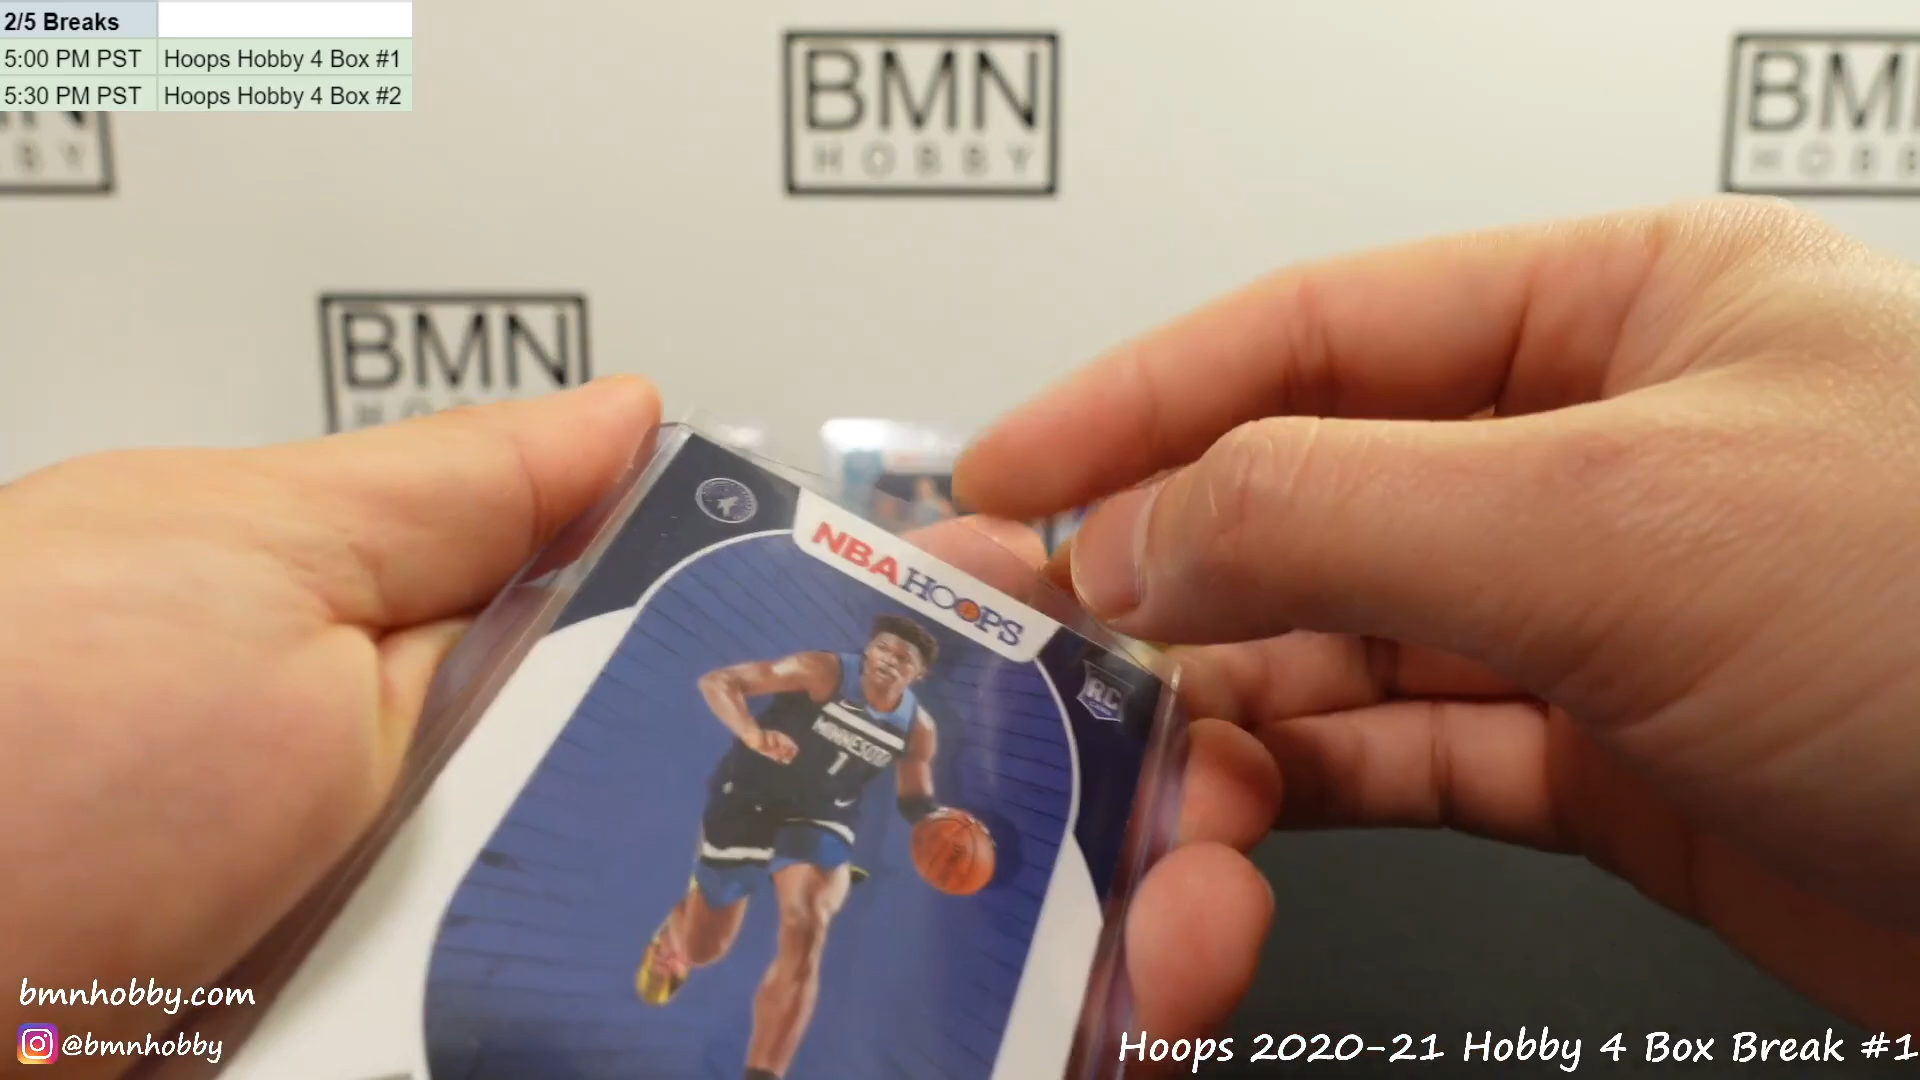 2/5 Breaks
5:00 PM PST Hoops Hobby 4 Box #1
5:30 PM PST Hoops Hobby 4 Box #2
BMN
HOBBY
BMN
HOBBY
NBA HOOPS
RC
MINNESOTA
1
bmnhobby.com
@bmnhobby
Hoops 2020-21 Hobby 4 Box Break #1